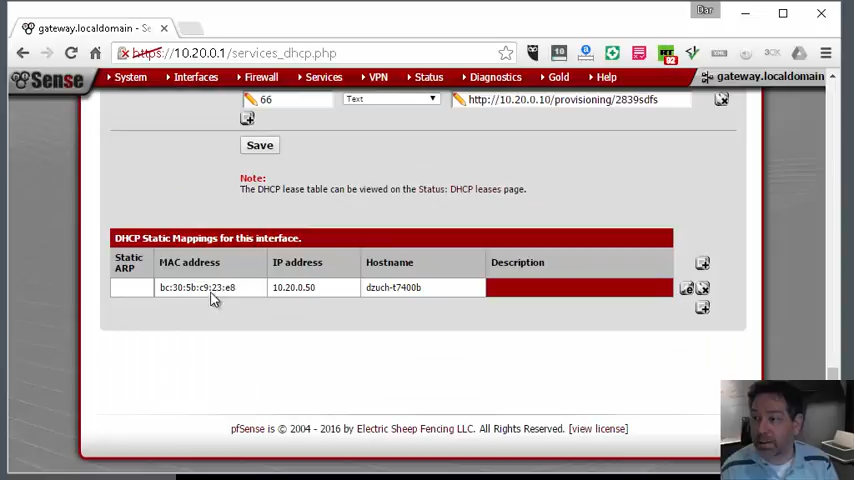 Dar
gateway.localdomain - Se
https://10.20.0.1/services_dhcp.php
Sense
System
Interfaces
Firewall
Services
VPN
Status
Diagnostics
Gold
Help
gateway.localdomain
66
Text
http://10.20.0.10/provisioning/2839sdfs
Save
Note:
The DHCP lease table can be viewed on the Status: DHCP leases page.
DHCP Static Mappings for this interface.
Static ARP
MAC address
IP address
Hostname
Description
bc:30:5b:c9:23:e8
10.20.0.50
dzuch-t7400b
pfSense is © 2004 - 2016 by Electric Sheep Fencing LLC. All Rights Reserved. [view license]